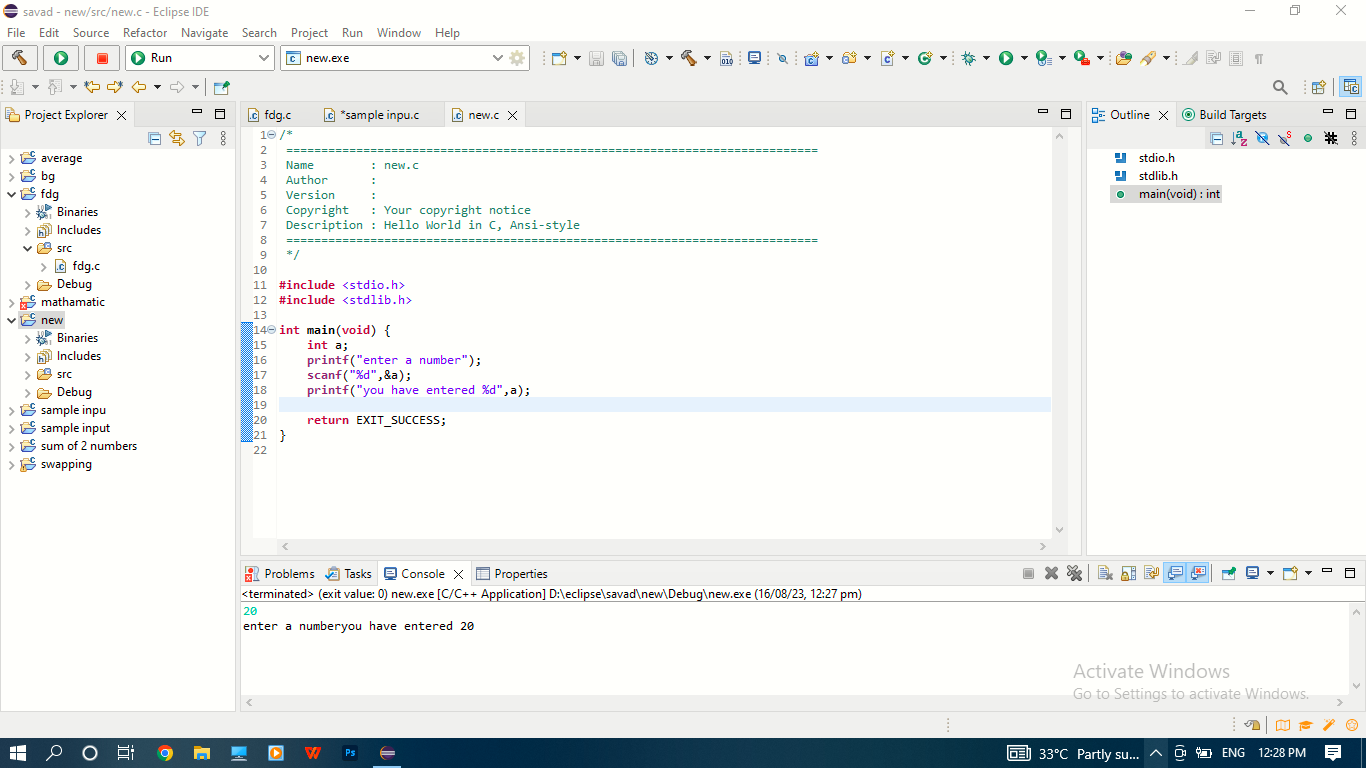 savad - new/src/new.c - Eclipse IDE
File Edit Source Refactor Navigate Search Project Run Window Help
Run new.exe
Project Explorer
average
bg
fdg
Binaries
Includes
src
fdg.c
Debug
mathamatic
new
Binaries
Includes
src
Debug
sample inpu
sample input
sum of 2 numbers
swapping
fdg.c *sample inpu.c new.c
1 /*
2 ============================================================================
3 Name : new.c
4 Author :
5 Version :
6 Copyright : Your copyright notice
7 Description : Hello World in C, Ansi-style
8 ============================================================================
9 */
10
11 #include <stdio.h>
12 #include <stdlib.h>
13
14 int main(void) {
15 int a;
16 printf("enter a number");
17 scanf("%d",&a);
18 printf("you have entered %d",a);
19
20 return EXIT_SUCCESS;
21 }
22
Outline Build Targets
stdio.h
stdlib.h
main(void) : int
Problems Tasks Console Properties
<terminated> (exit value: 0) new.exe [C/C++ Application] D:\eclipse\savad\new\Debug\new.exe (16/08/23, 12:27 pm)
20
enter a numberyou have entered 20
Activate Windows
Go to Settings to activate Windows.
33°C Partly su... ENG 12:28 PM